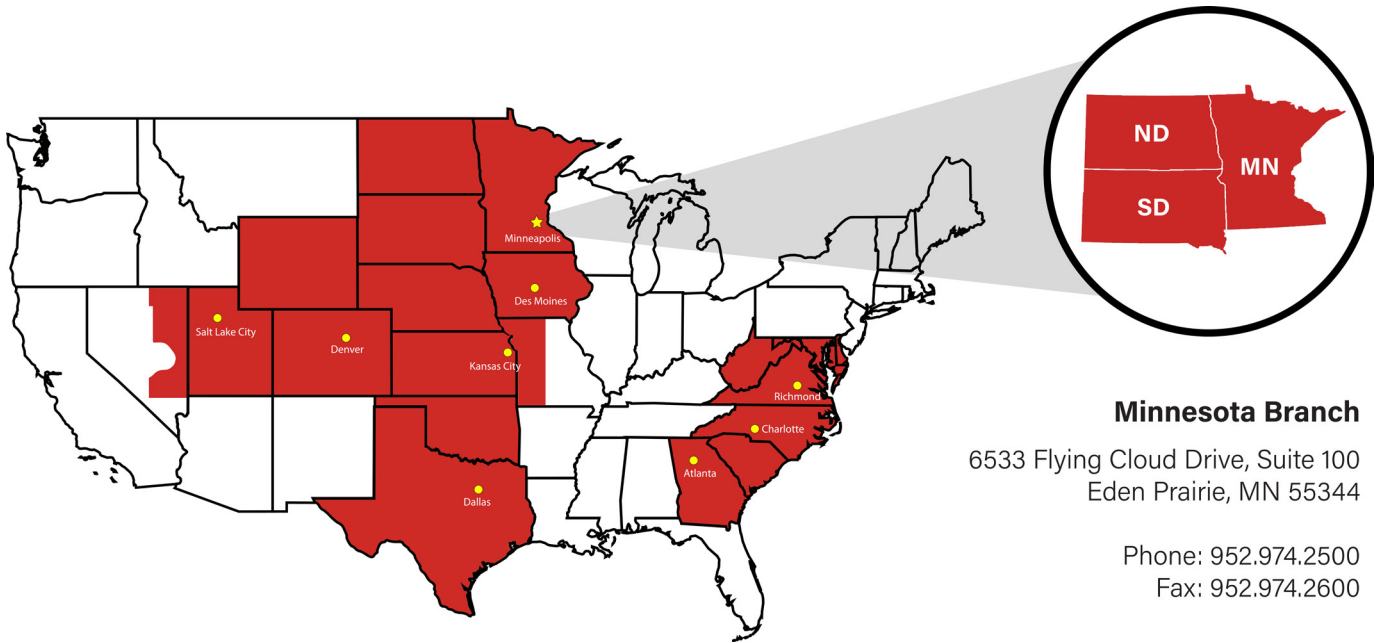 ND
MN
SD
Minneapolis
Des Moines
Salt Lake City
Denver
Kansas City
Richmond
Charlotte
Atlanta
Dallas
Minnesota Branch
6533 Flying Cloud Drive, Suite 100
Eden Prairie, MN 55344
Phone: 952.974.2500
Fax: 952.974.2600